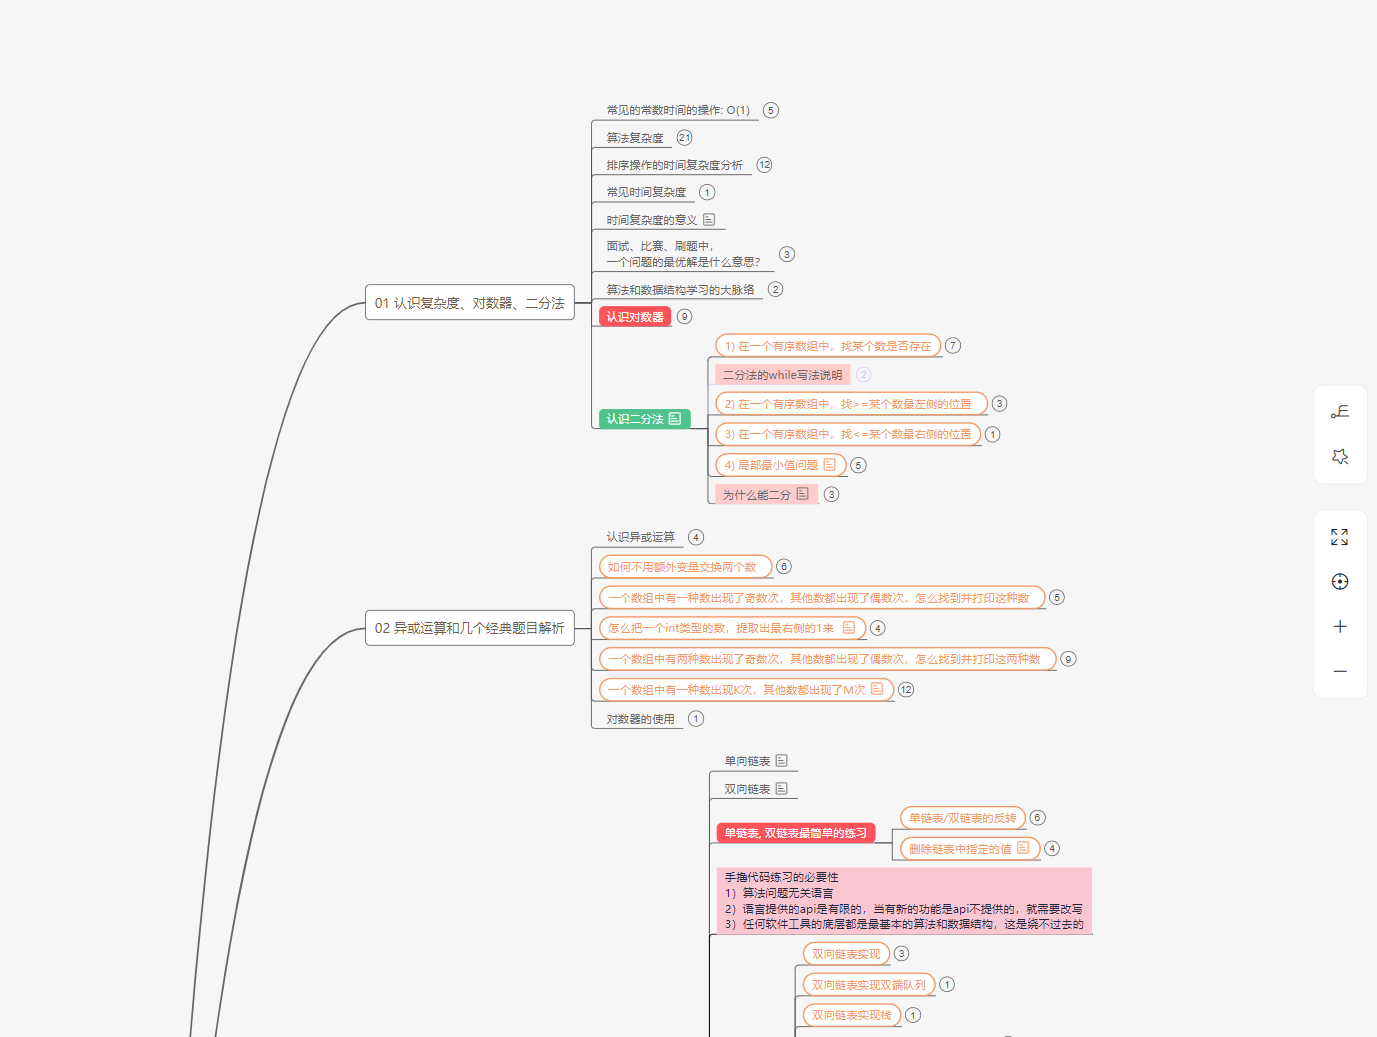 常见的常数时间的操作: O(1) 5
算法复杂度 21
排序操作的时间复杂度分析 12
常见时间复杂度 1
时间复杂度的意义
面试、比赛、刷题中，
一个问题的最优解是什么意思？ 3
算法和数据结构学习的大脉络 2
01 认识复杂度、对数器、二分法
认识对数器 9
1) 在一个有序数组中，找某个数是否存在 7
二分法的while写法说明 2
2) 在一个有序数组中，找>=某个数最左侧的位置 3
认识二分法
3) 在一个有序数组中，找<=某个数最右侧的位置 1
4) 局部最小值问题 5
为什么能二分 3
认识异或运算 4
如何不用额外变量交换两个数 6
一个数组中有一种数出现了奇数次，其他数都出现了偶数次，怎么找到并打印这种数 5
02 异或运算和几个经典题目解析
怎么把一个int类型的数，提取出最右侧的1来 4
一个数组中有两种数出现了奇数次，其他数都出现了偶数次，怎么找到并打印这两种数 9
一个数组中有一种数出现K次，其他数都出现了M次 12
对数器的使用 1
单向链表
双向链表
单链表/双链表的反转 6
单链表, 双链表最简单的练习
删除链表中指定的值 4
手撸代码练习的必要性
1）算法问题无关语言
2）语言提供的api是有限的，当有新的功能是api不提供的，就需要改写
3）任何软件工具的底层都是最基本的算法和数据结构，这是绕不过去的
双向链表实现 3
双向链表实现双端队列 1
双向链表实现栈 1